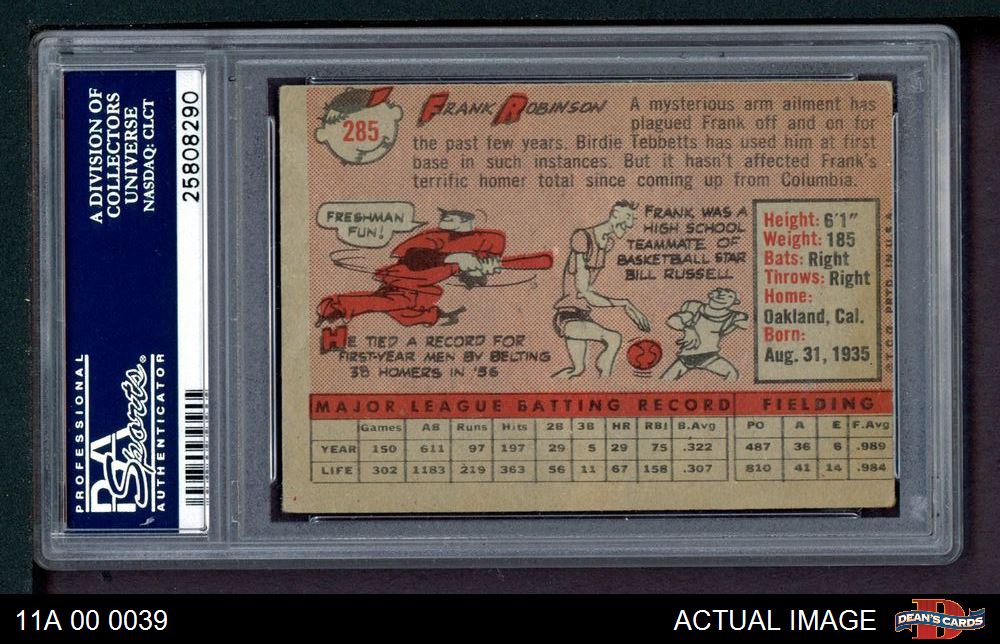 A DIVISION OF
COLLECTORS
UNIVERSE
NASDAQ: CLCT
25808290
PROFESSIONAL
PSA
Sports®
AUTHENTICATOR
285
FRANK ROBINSON
A mysterious arm ailment has
plagued Frank off and on for
the past few years. Birdie Tebbetts has used him at first
base in such instances. But it hasn't affected Frank's
terrific homer total since coming up from Columbia.
FRESHMAN
FUN!
HE TIED A RECORD FOR
FIRST-YEAR MEN BY BELTING
38 HOMERS IN '56
FRANK WAS A
HIGH SCHOOL
TEAMMATE OF
BASKETBALL STAR
BILL RUSSELL
Height: 6'1"
Weight: 185
Bats: Right
Throws: Right
Home:
Oakland, Cal.
Born:
Aug. 31, 1935
© T.C.G. PRTD. IN U.S.A.
MAJOR LEAGUE BATTING RECORD FIELDING
Games AB Runs Hits 2B 3B HR RBI B.Avg PO A E F.Avg
YEAR 150 611 97 197 29 5 29 75 .322 487 36 6 .989
LIFE 302 1183 219 363 56 11 67 158 .307 810 41 14 .984
11A 00 0039
ACTUAL IMAGE
D
DEAN'S CARDS